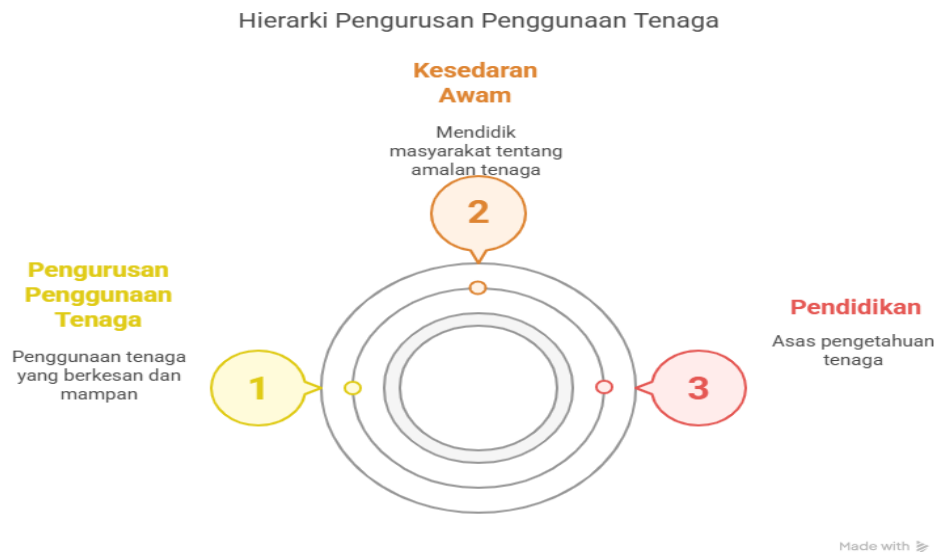 Hierarki Pengurusan Penggunaan Tenaga
Kesedaran
Awam
Mendidik
masyarakat tentang
amalan tenaga
2
Pengurusan
Penggunaan
Tenaga
Penggunaan tenaga
yang berkesan dan
mampan
1
Pendidikan
Asas pengetahuan
tenaga
3
Made with